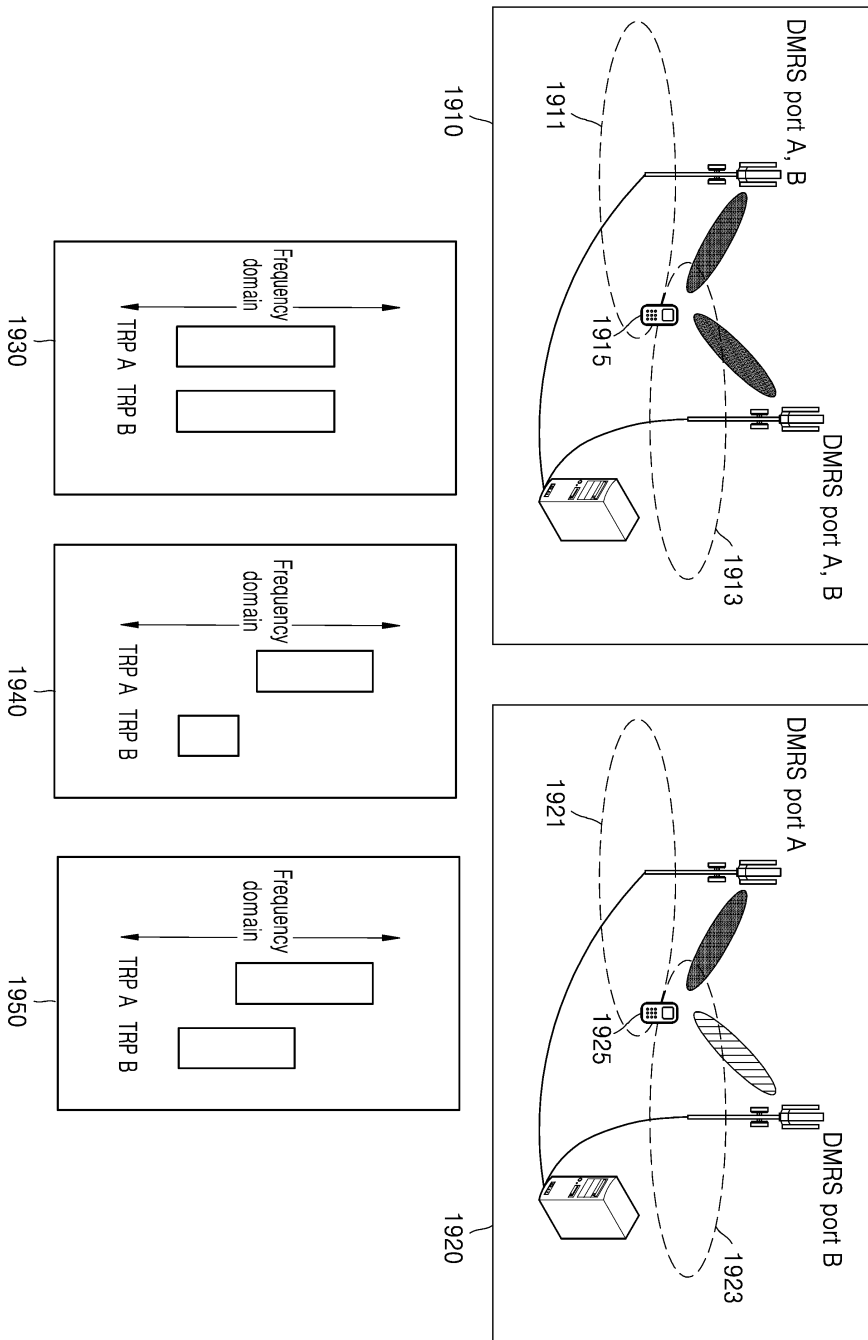 DMRS port A, B
DMRS port A, B
1911
1915
1913
1910
DMRS port A
DMRS port B
1921
1925
1923
1920
Frequency
domain
TRP A TRP B
1930
Frequency
domain
TRP A TRP B
1940
Frequency
domain
TRP A TRP B
1950